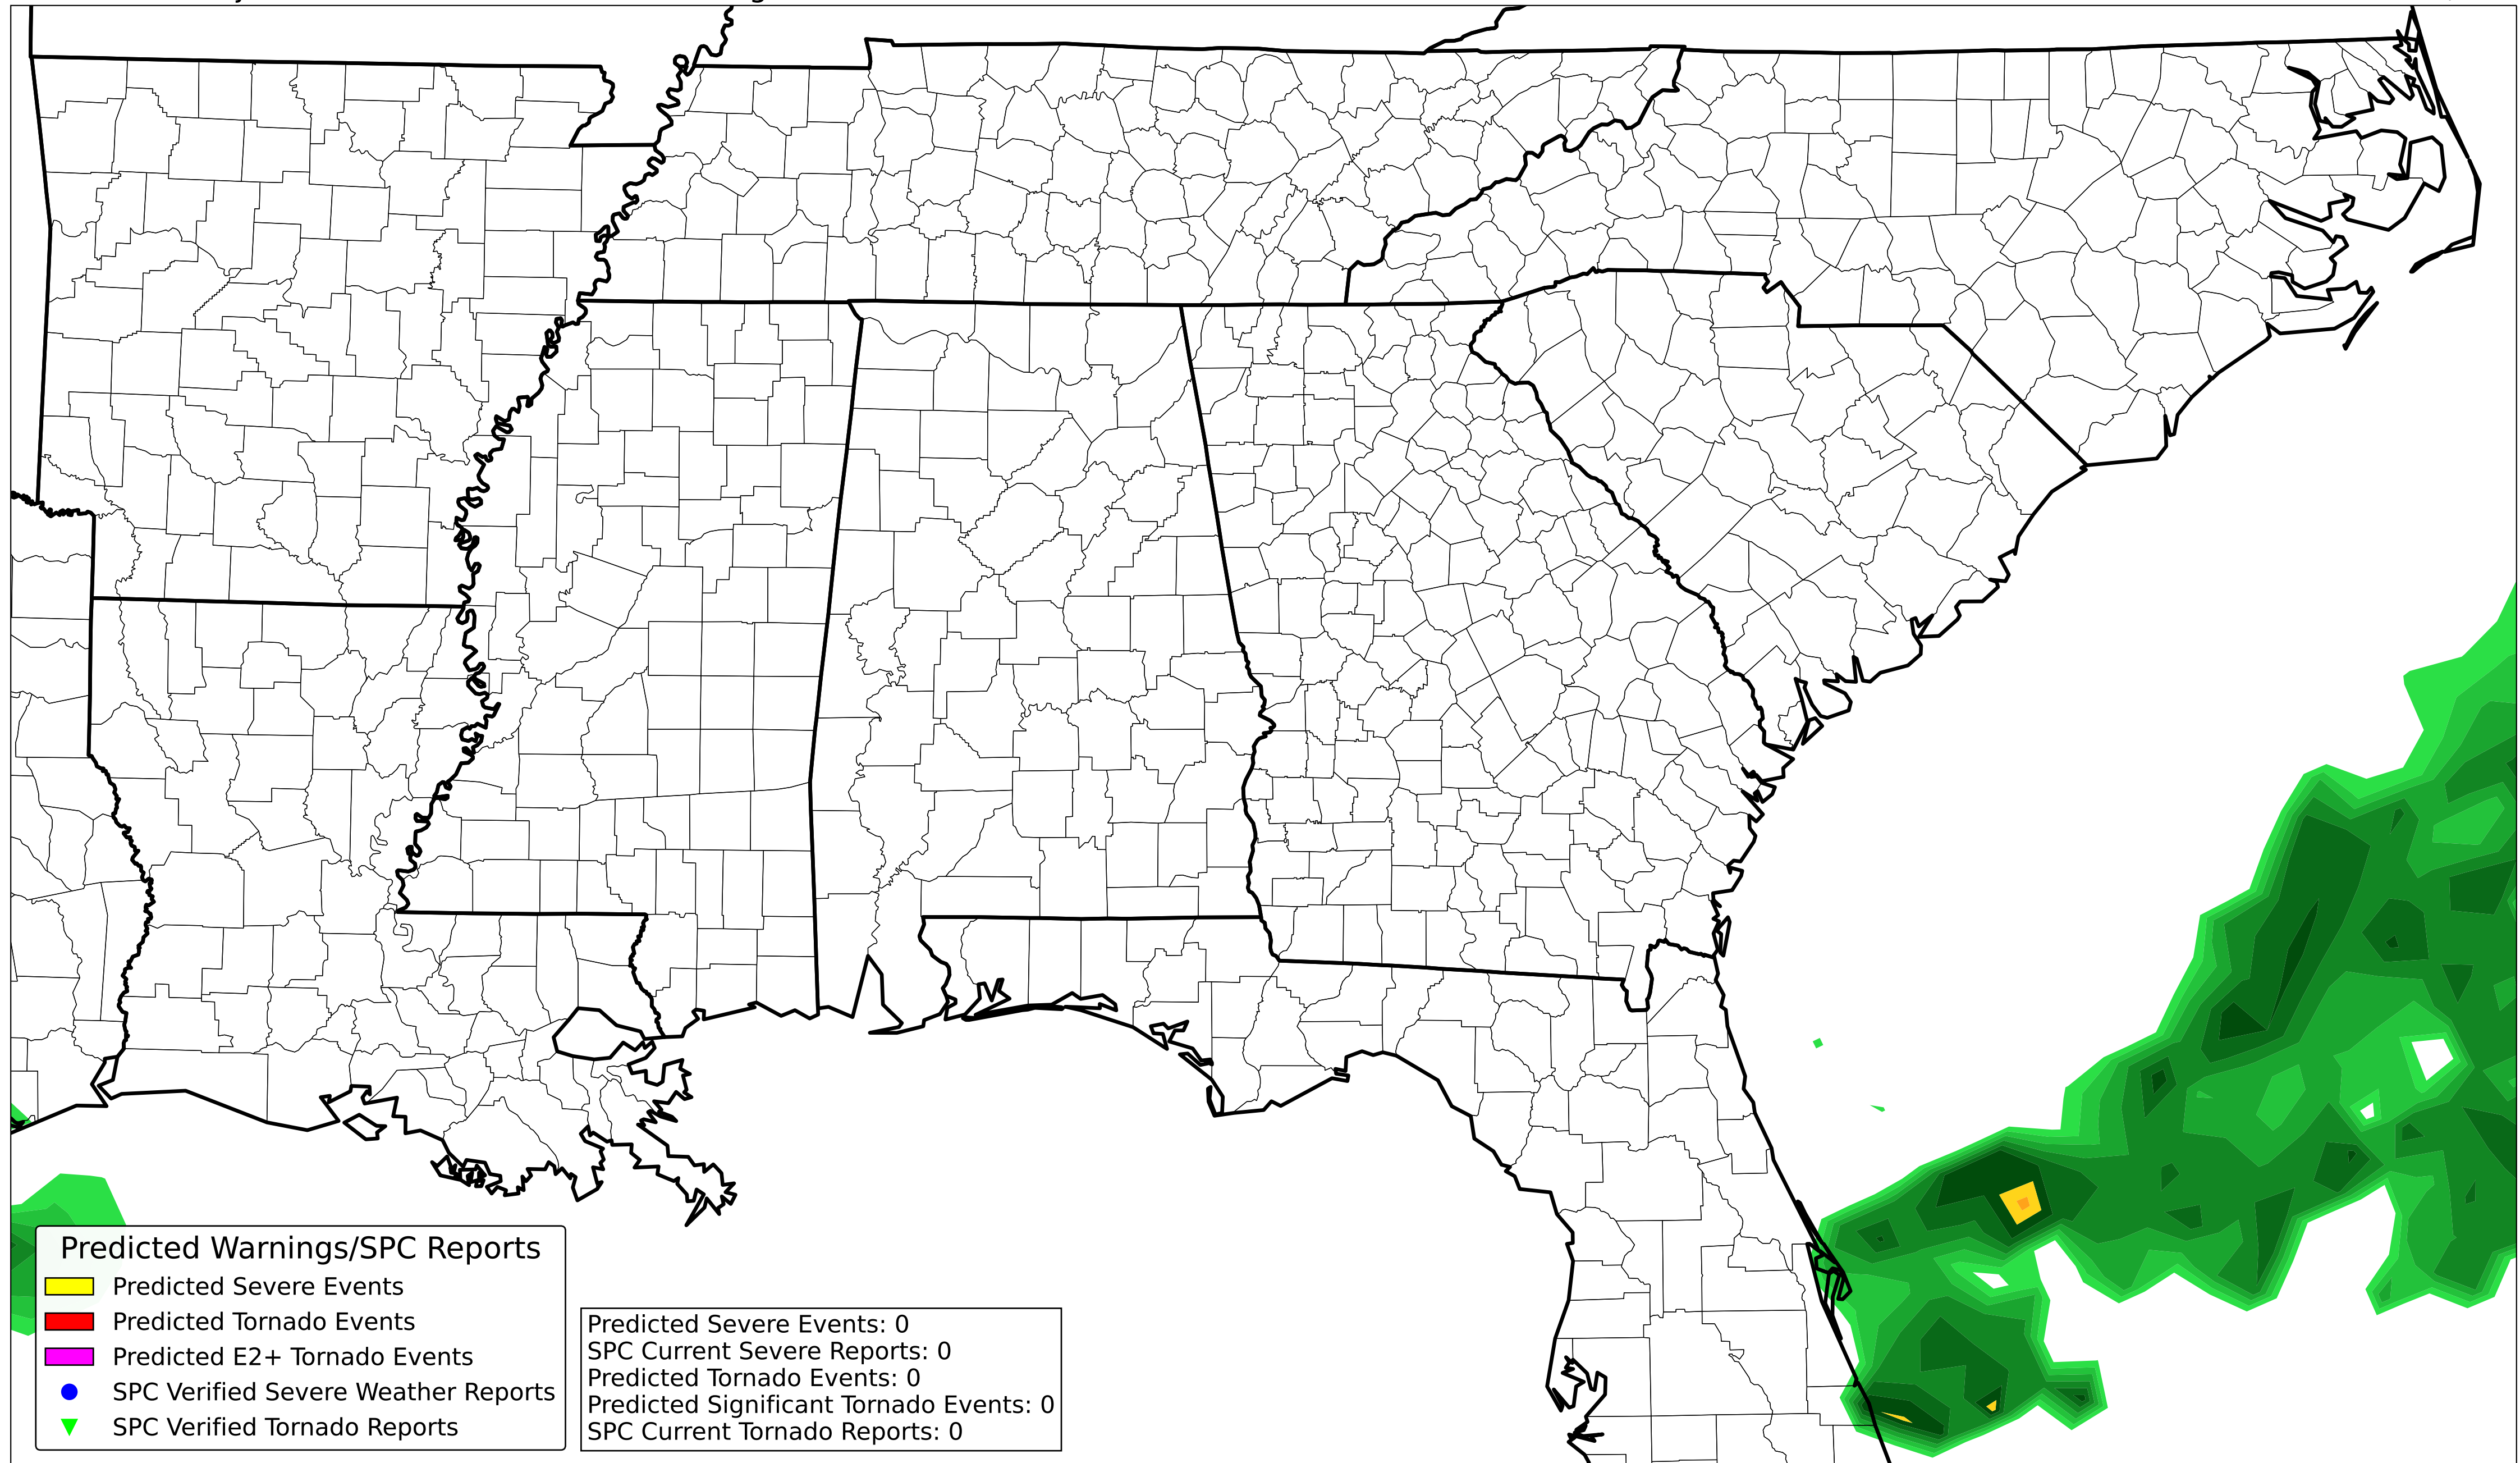 Predicted Warnings/SPC Reports
Predicted Severe Events
Predicted Tornado Events
Predicted E2+ Tornado Events
SPC Verified Severe Weather Reports
SPC Verified Tornado Reports
Predicted Severe Events: 0
SPC Current Severe Reports: 0
Predicted Tornado Events: 0
Predicted Significant Tornado Events: 0
SPC Current Tornado Reports: 0